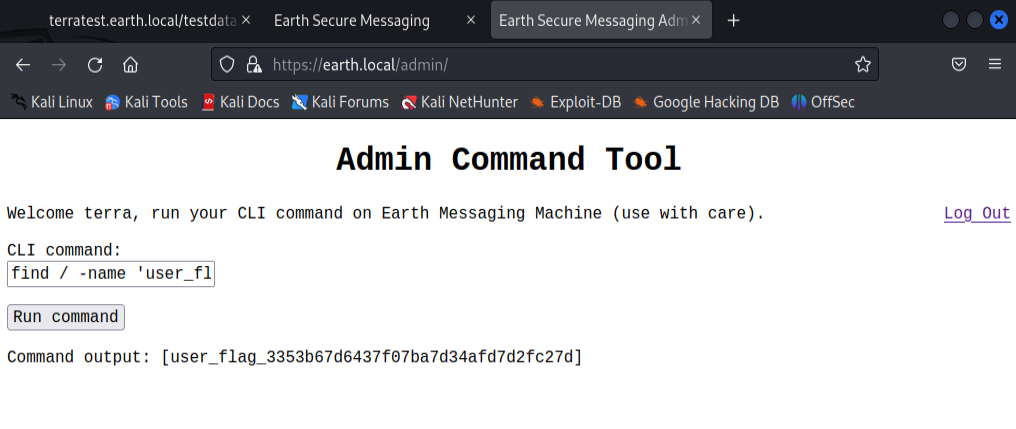 terratest.earth.local/testdata
Earth Secure Messaging
Earth Secure Messaging Adm
https://earth.local/admin/
Kali Linux
Kali Tools
Kali Docs
Kali Forums
Kali NetHunter
Exploit-DB
Google Hacking DB
OffSec
Admin Command Tool
Welcome terra, run your CLI command on Earth Messaging Machine (use with care).
Log Out
CLI command:
find / -name 'user_fl
Run command
Command output: [user_flag_3353b67d6437f07ba7d34afd7d2fc27d]